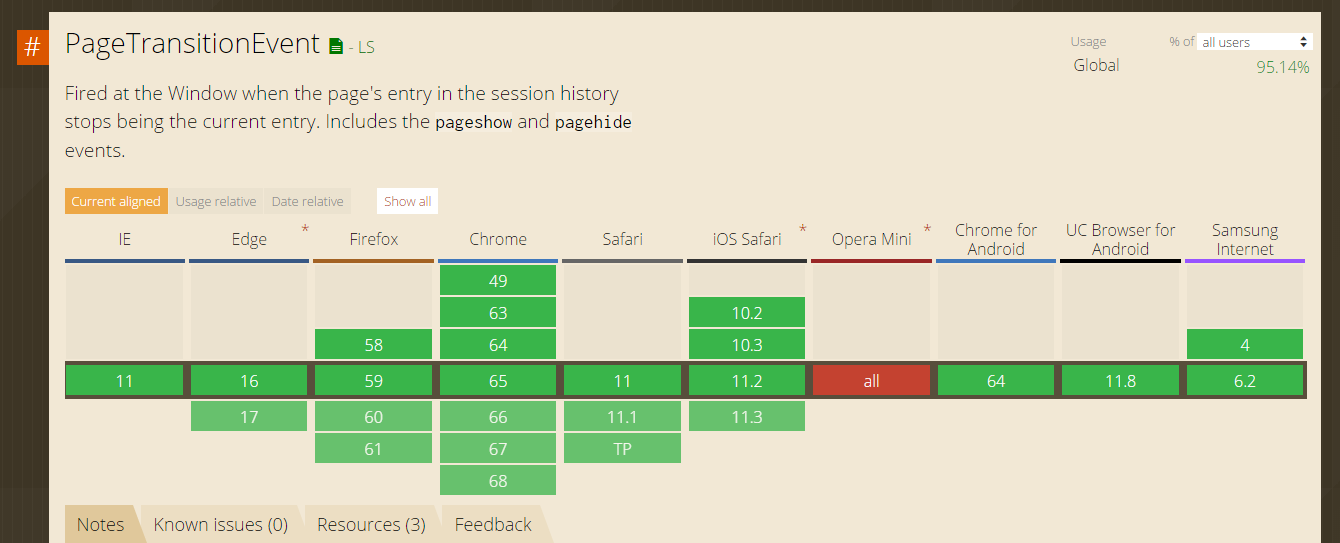 # PageTransitionEvent - LS
Usage % of all users
Global 95.14%
Fired at the Window when the page's entry in the session history
stops being the current entry. Includes the pageshow and pagehide
events.
Current aligned Usage relative Date relative Show all
IE Edge * Firefox Chrome Safari iOS Safari * Opera Mini * Chrome for Android UC Browser for Android Samsung Internet
49
63 10.2
58 64 10.3 4
11 16 59 65 11 11.2 all 64 11.8 6.2
17 60 66 11.1 11.3
61 67 TP
68
Notes Known issues (0) Resources (3) Feedback